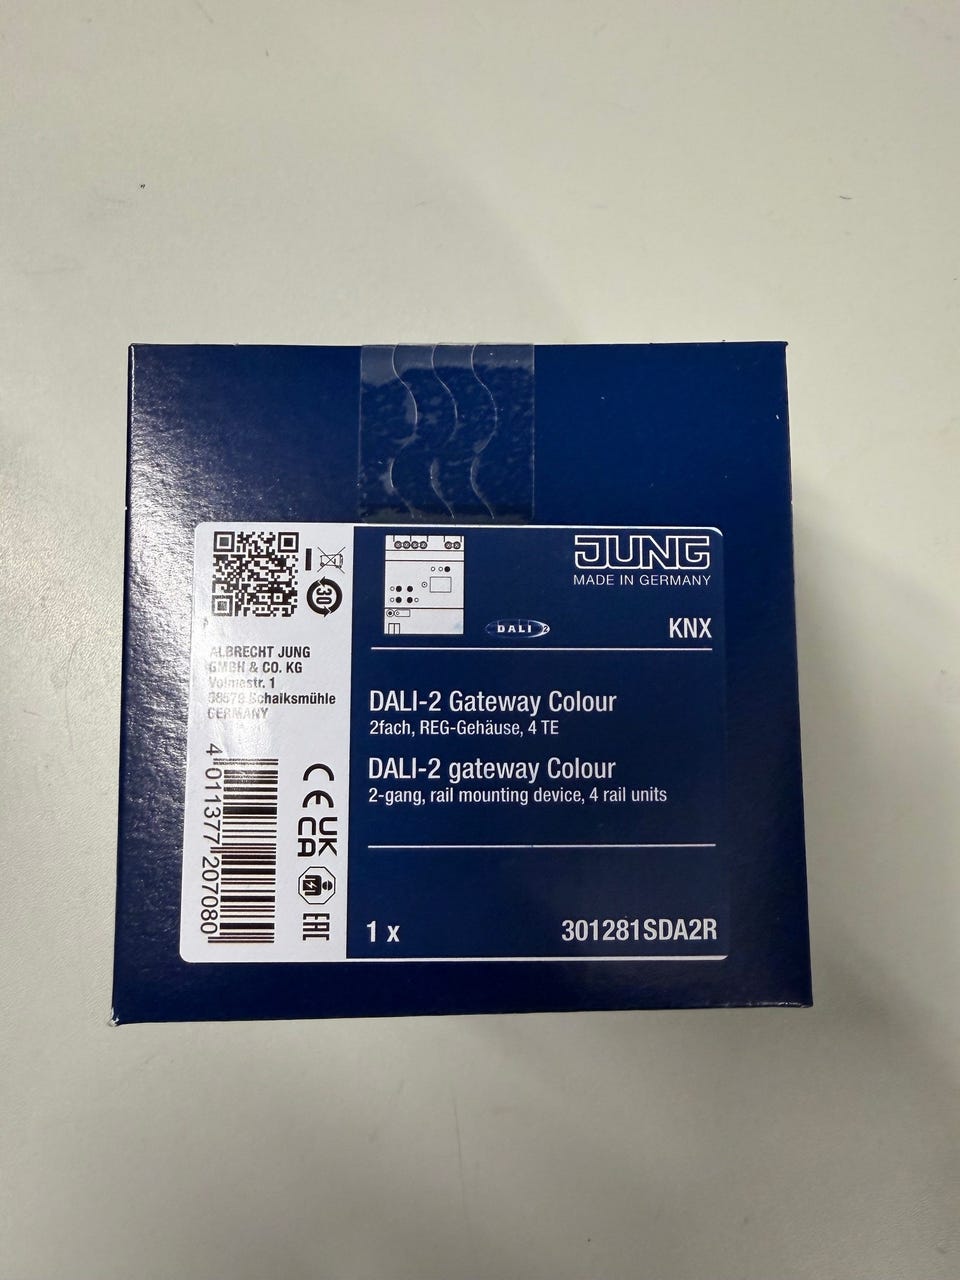 JUNG
MADE IN GERMANY
DALI 2
KNX
DALI-2 Gateway Colour
2fach, REG-Gehäuse, 4 TE
DALI-2 gateway Colour
2-gang, rail mounting device, 4 rail units
1 x
301281SDA2R
30
ALBRECHT JUNG
GMBH & CO. KG
Volmestr. 1
58579 Schalksmühle
GERMANY
4 011377 207080
CE
UK
CA
EAC